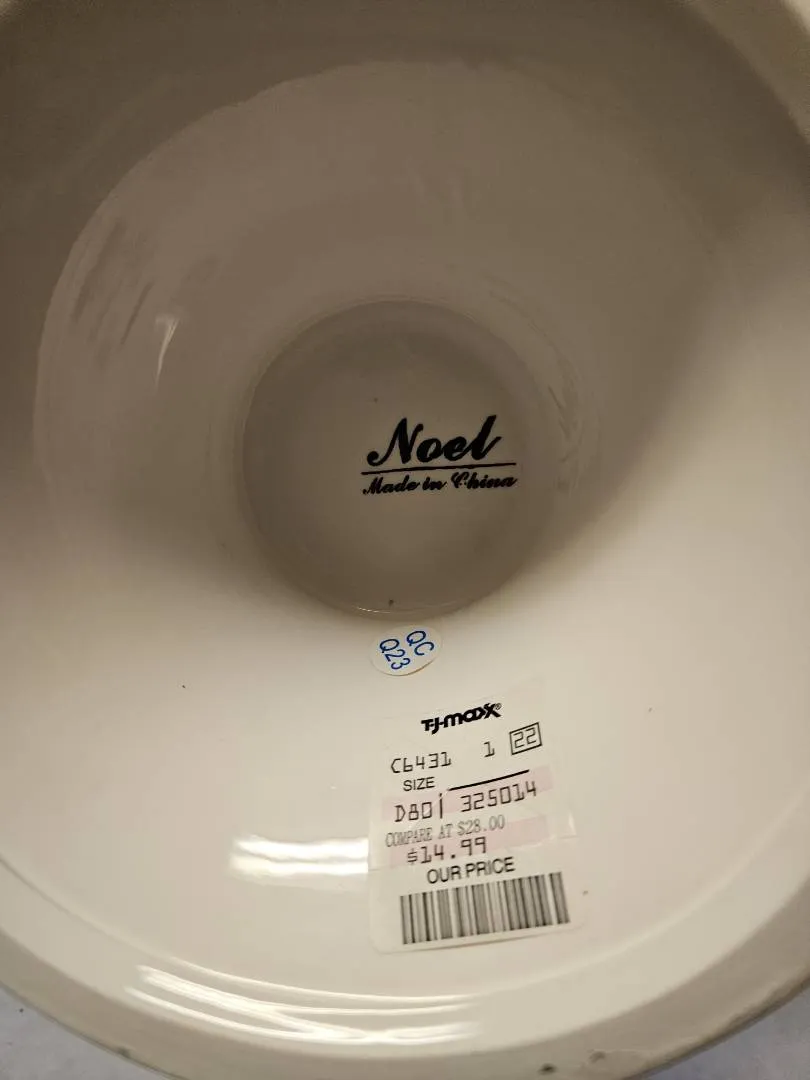 Noel
Made in China
QC
Q23
T·J·maxx®
C6431 1 22
SIZE
D80 325014
COMPARE AT $28.00
$14.99
OUR PRICE